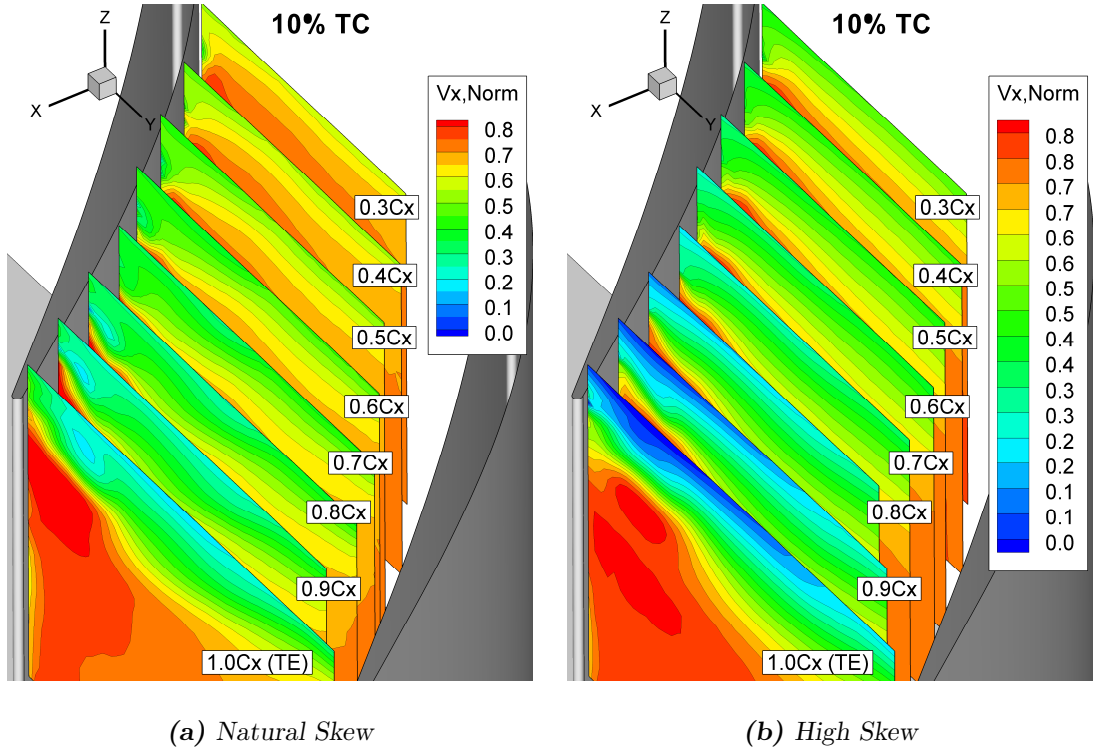 10% TC
Z
X
Y
Vx,Norm
0.8
0.7
0.6
0.5
0.4
0.3
0.2
0.1
0.0
0.3Cx
0.4Cx
0.5Cx
0.6Cx
0.7Cx
0.8Cx
0.9Cx
1.0Cx (TE)
(a) Natural Skew
10% TC
Z
X
Y
Vx,Norm
0.8
0.8
0.7
0.7
0.6
0.6
0.5
0.5
0.4
0.4
0.3
0.3
0.2
0.2
0.1
0.1
0.0
0.3Cx
0.4Cx
0.5Cx
0.6Cx
0.7Cx
0.8Cx
0.9Cx
1.0Cx (TE)
(b) High Skew